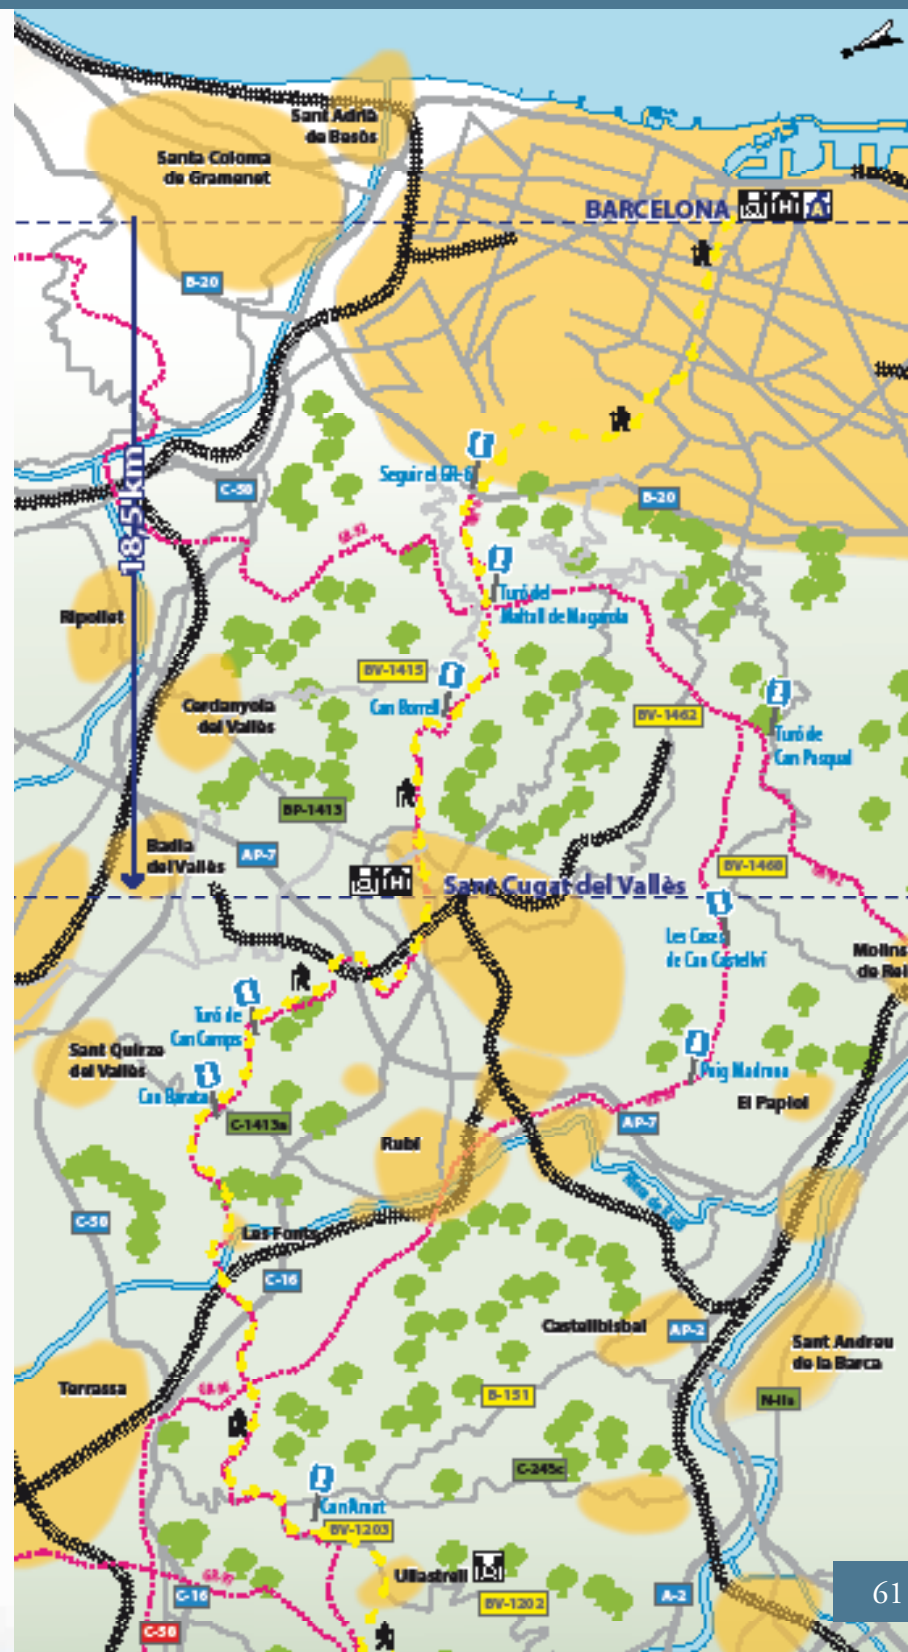 Sant Adrià
de Besòs
Santa Coloma
de Gramenet
BARCELONA
B-20
18,5 km
C-58
Seguir el GR-6
B-20
GR-92
Turó del
Maltall de Magarola
Ripollet
BV-1415
Can Borrell
Cerdanyola
del Vallès
BV-1462
Turó de
Can Pasqual
BP-1413
Badia
del Vallès
AP-7
BV-1468
Sant Cugat del Vallès
Les Cases
de Can Castellví
Molins
de Rei
Turó de
Can Camps
Sant Quirze
del Vallès
Can Barata
Puig Madrona
El Papiol
C-1413a
AP-7
Rubí
C-58
Les Fonts
C-16
Castellbisbal
AP-2
Sant Andreu
de la Barca
Terrassa
B-151
N-IIa
C-243c
Can Amat
BV-1203
Ullastrell
C-16
BV-1202
A-2
61
C-58